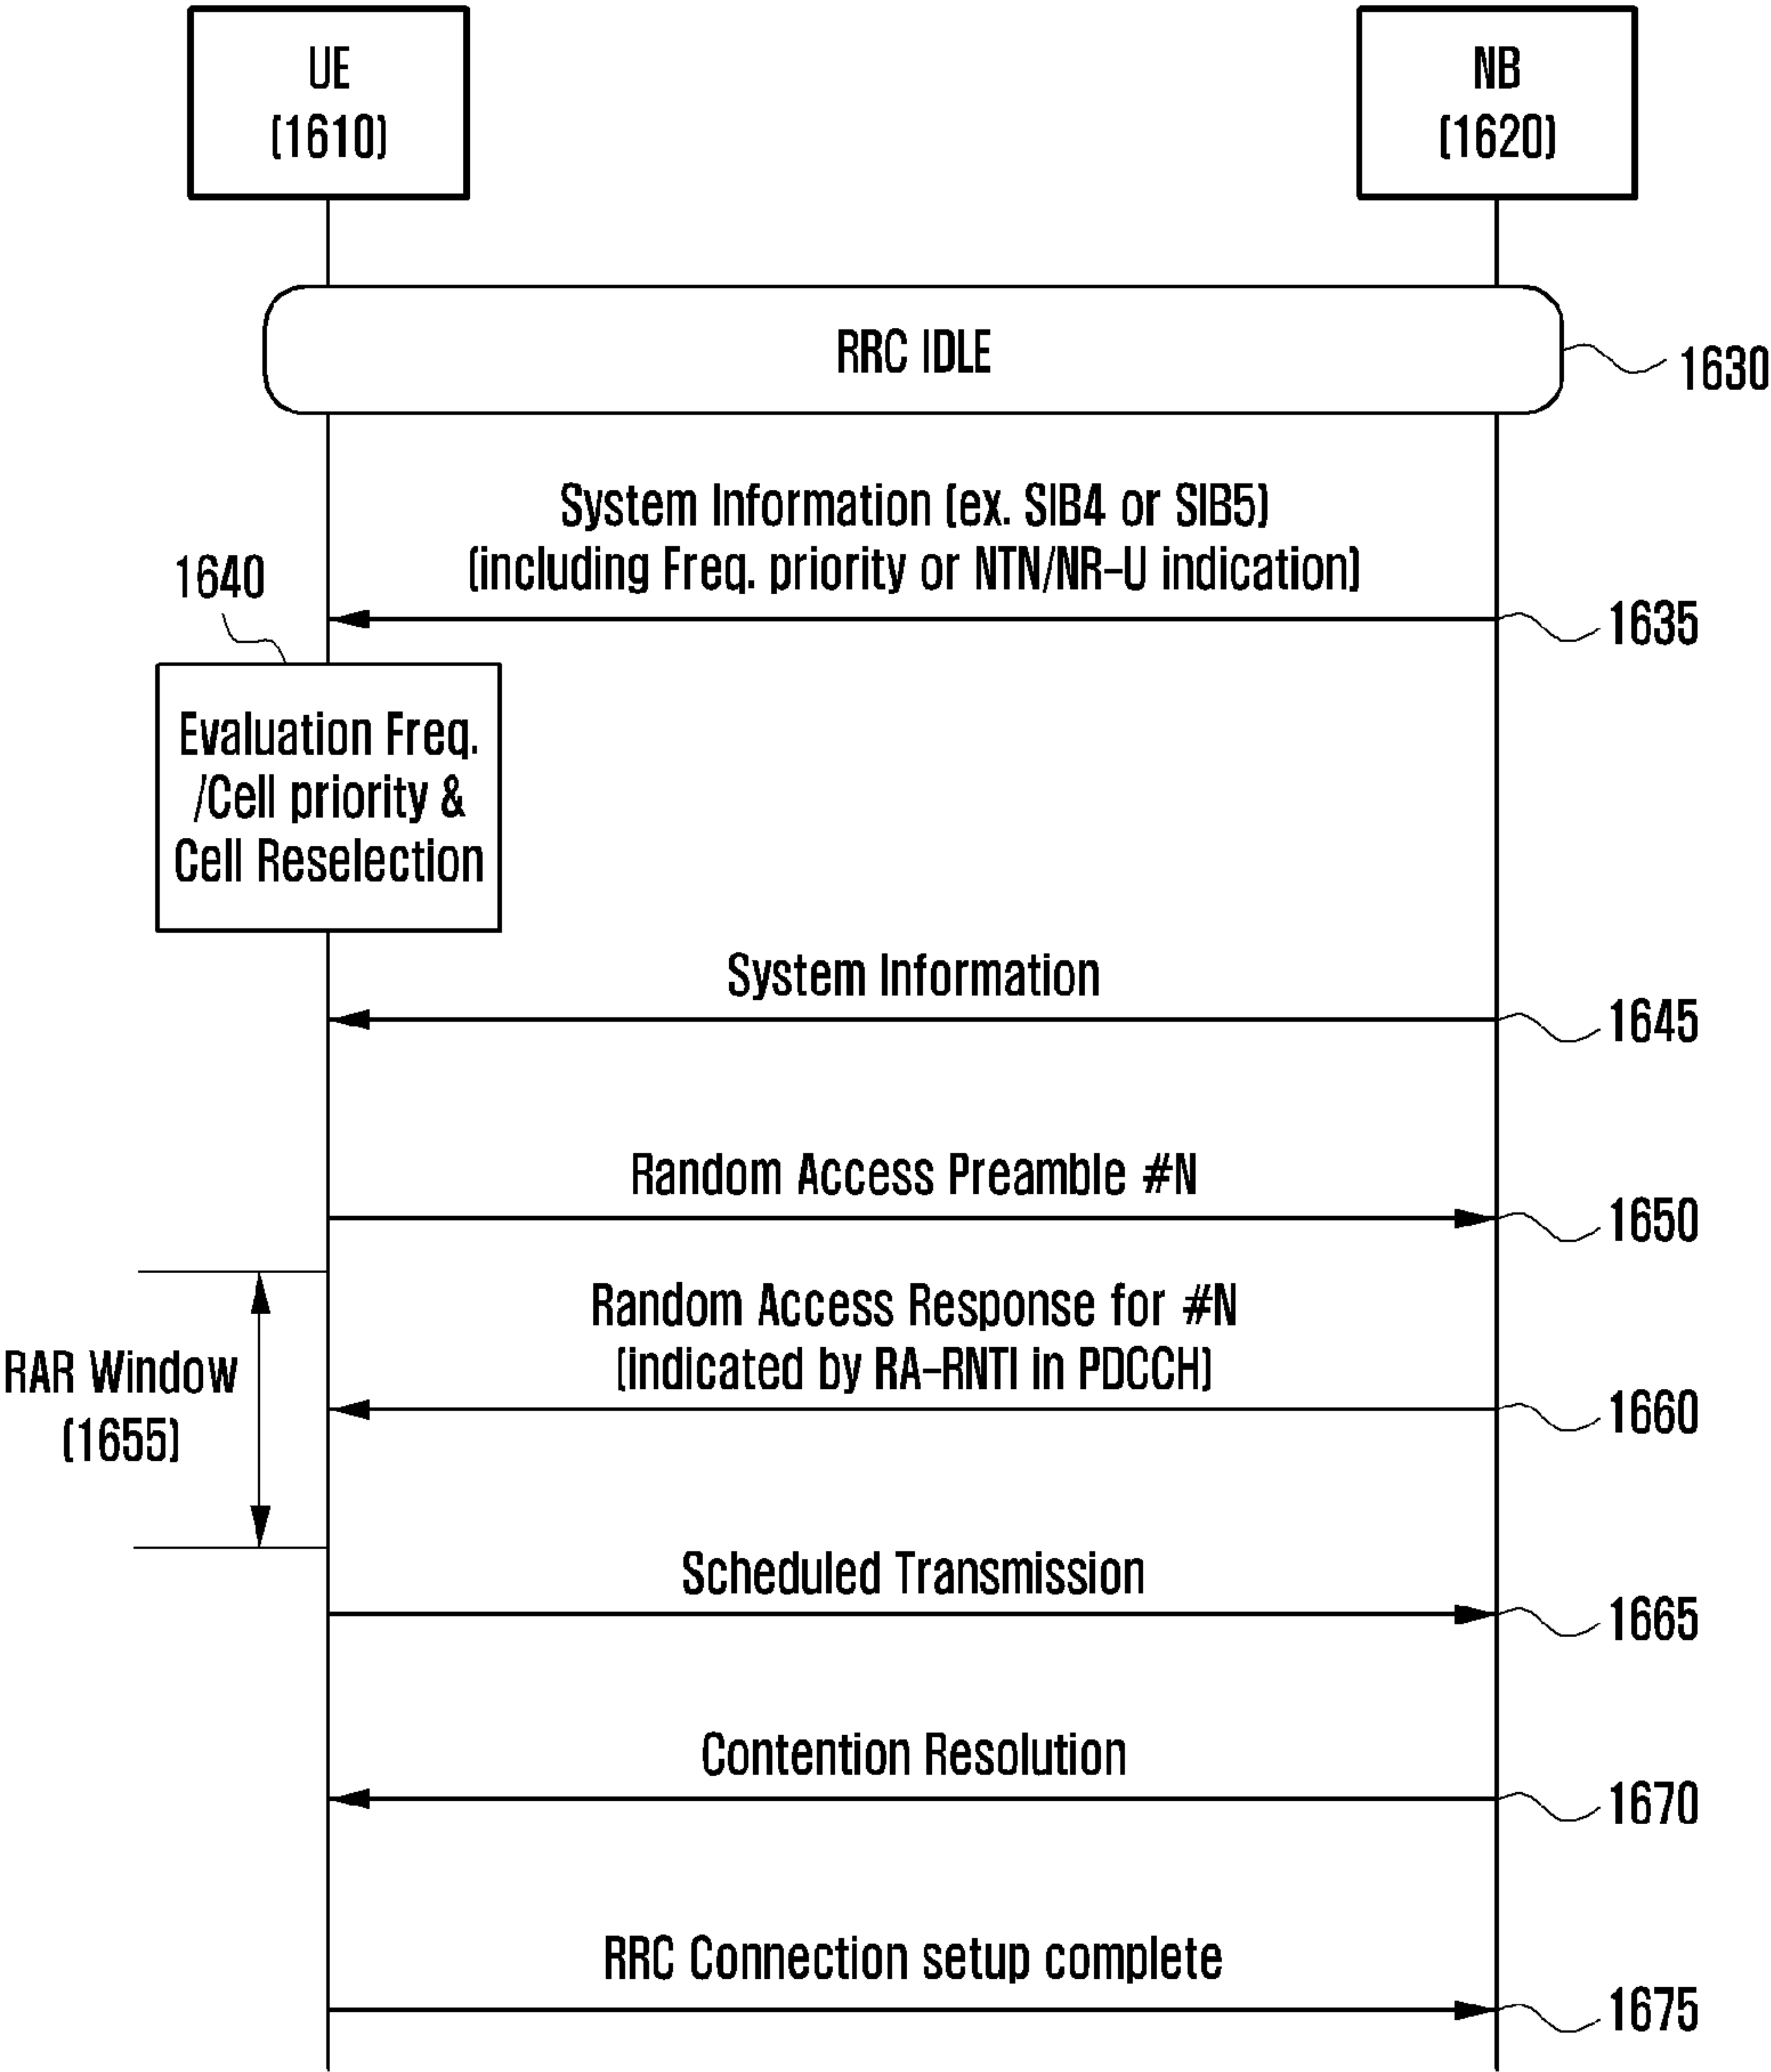 UE
(1610)
NB
(1620)
RRC IDLE
1630
System Information (ex. SIB4 or SIB5)
(including Freq. priority or NTN/NR-U indication)
1635
1640
Evaluation Freq.
/Cell priority &
Cell Reselection
System Information
1645
Random Access Preamble #N
1650
RAR Window
(1655)
Random Access Response for #N
(indicated by RA-RNTI in PDCCH)
1660
Scheduled Transmission
1665
Contention Resolution
1670
RRC Connection setup complete
1675